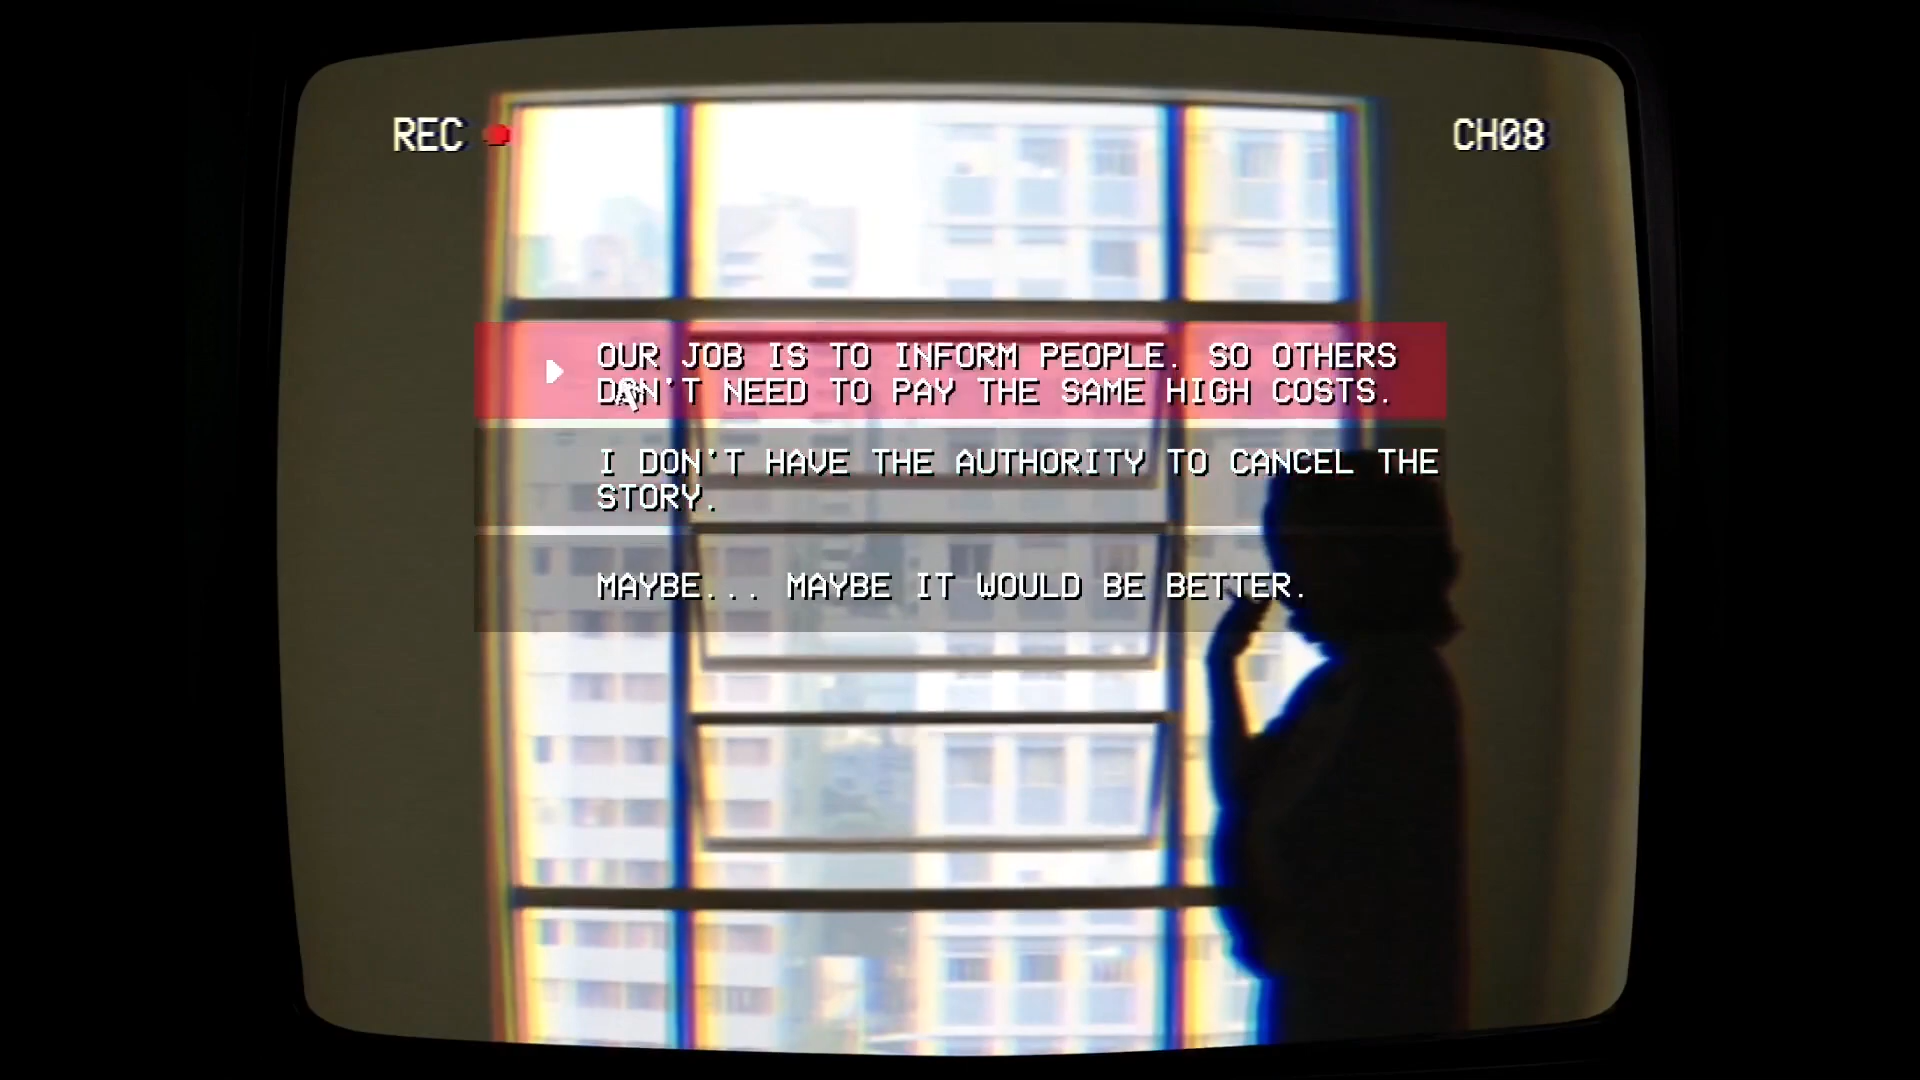 REC
CH08
OUR JOB IS TO INFORM PEOPLE. SO OTHERS
DON'T NEED TO PAY THE SAME HIGH COSTS.
I DON'T HAVE THE AUTHORITY TO CANCEL THE
STORY.
MAYBE... MAYBE IT WOULD BE BETTER.